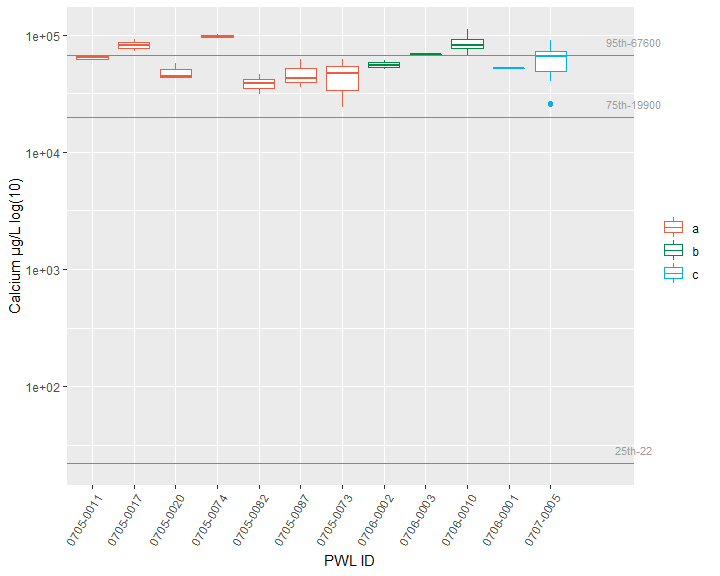 1e+05
95th-67600
75th-19900
1e+04
1e+03
1e+02
25th-22
Calcium µg/L log(10)
a
b
c
0705-0011
0705-0017
0705-0020
0705-0074
0705-0082
0705-0087
0705-0073
0706-0002
0706-0003
0706-0010
0706-0001
0707-0005
PWL ID